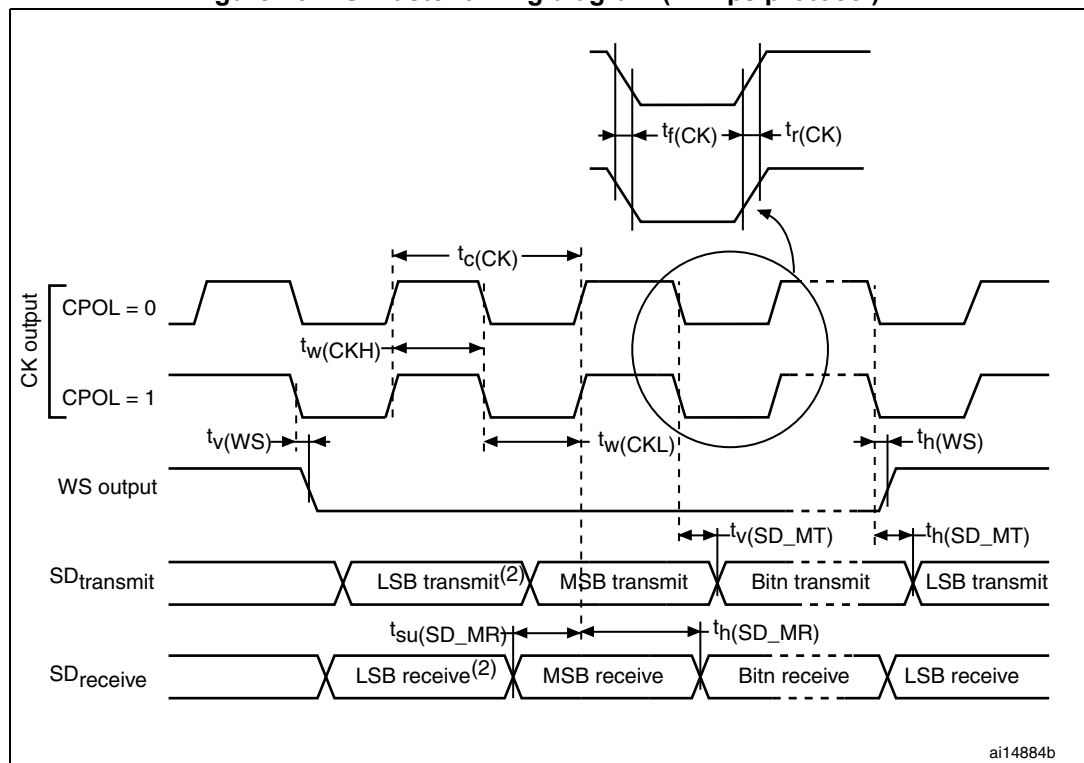 tf(CK)
tr(CK)
tc(CK)
CK output
CPOL = 0
tw(CKH)
CPOL = 1
tv(WS)
tw(CKL)
th(WS)
WS output
tv(SD_MT)
th(SD_MT)
SDtransmit
LSB transmit(2)
MSB transmit
Bitn transmit
LSB transmit
tsu(SD_MR)
th(SD_MR)
SDreceive
LSB receive(2)
MSB receive
Bitn receive
LSB receive
ai14884b